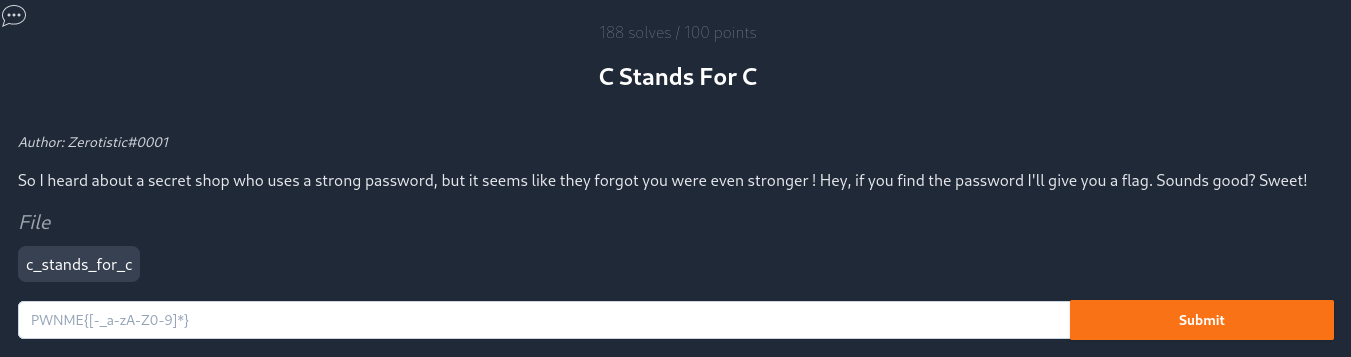 188 solves / 100 points
C Stands For C
Author: Zerotistic#0001
So I heard about a secret shop who uses a strong password, but it seems like they forgot you were even stronger ! Hey, if you find the password I'll give you a flag. Sounds good? Sweet!
File
c_stands_for_c
PWNME{[-_a-zA-Z0-9]*}
Submit